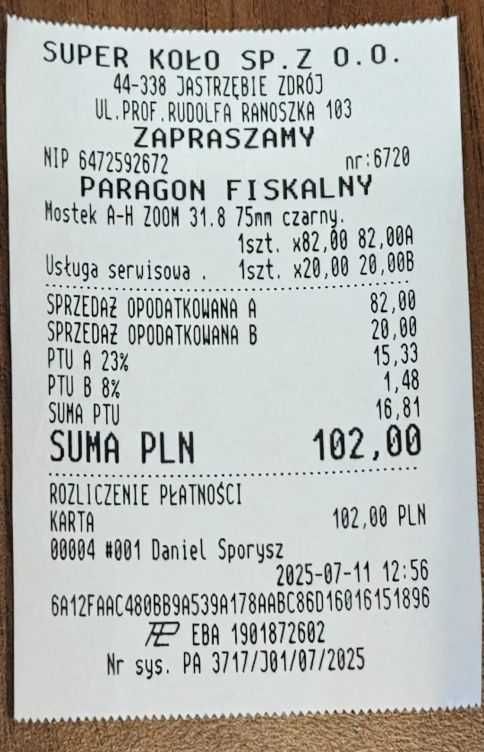 SUPER KOŁO SP.Z O.O.
44-338 JASTRZĘBIE ZDRÓJ
UL.PROF.RUDOLFA RANOSZKA 103
ZAPRASZAMY
NIP 6472592672 nr:6720
PARAGON FISKALNY
Mostek A-H ZOOM 31.8 75mm czarny.
1szt. x82,00 82,00A
Usługa serwisowa . 1szt. x20,00 20,00B
SPRZEDAŻ OPODATKOWANA A 82,00
SPRZEDAŻ OPODATKOWANA B 20,00
PTU A 23% 15,33
PTU B 8% 1,48
SUMA PTU 16,81
SUMA PLN 102,00
ROZLICZENIE PŁATNOŚCI
KARTA 102,00 PLN
00004 #001 Daniel Sporysz
2025-07-11 12:56
6A12FAAC480BB9A539A178AABC86D16016151896
EBA 1901872602
Nr sys. PA 3717/J01/07/2025